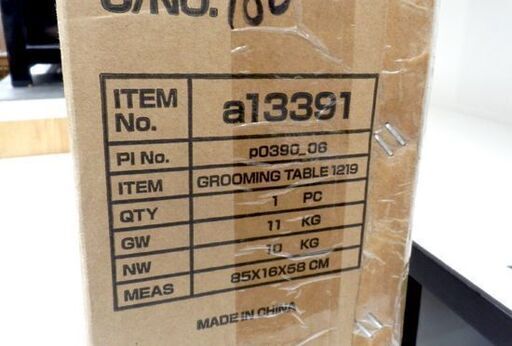 C/NO. 180
ITEM No. a13391
PI No. p0390_06
ITEM GROOMING TABLE 1219
QTY 1 PC
GW 11 KG
NW 10 KG
MEAS 85X16X58 CM
MADE IN CHINA